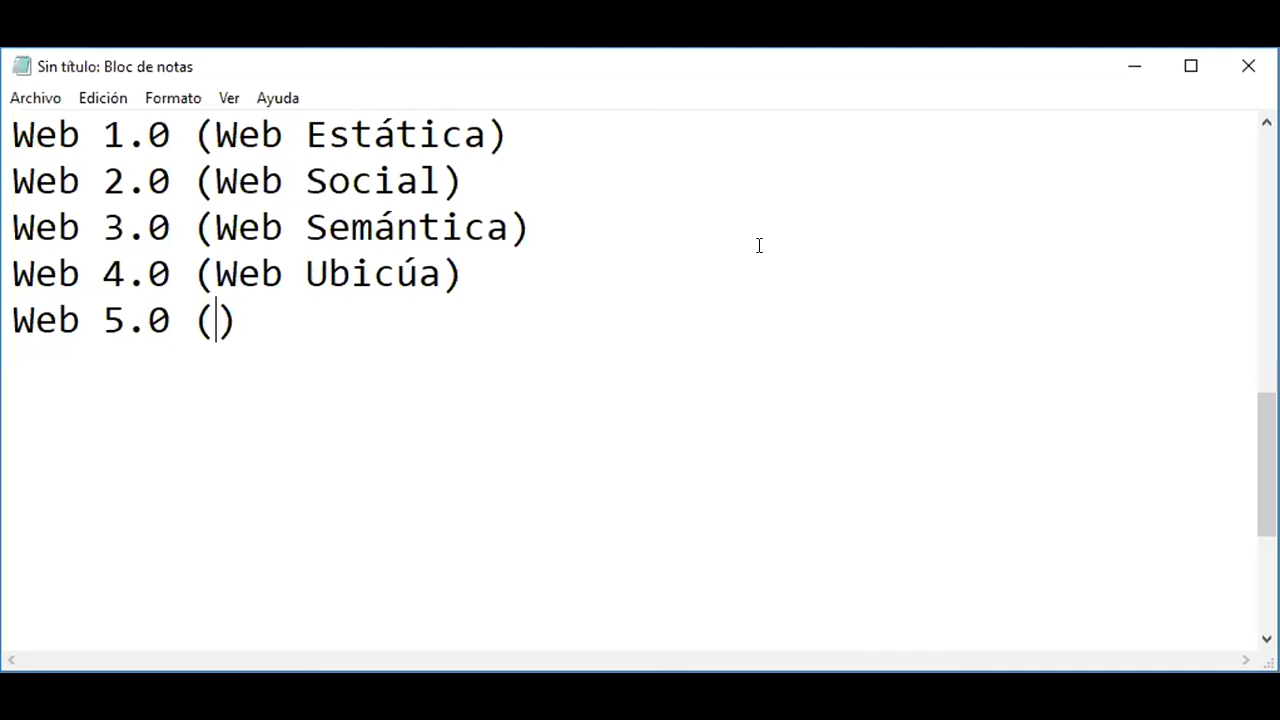 Sin título: Bloc de notas
Archivo Edición Formato Ver Ayuda
Web 1.0 (Web Estática)
Web 2.0 (Web Social)
Web 3.0 (Web Semántica)
Web 4.0 (Web Ubicúa)
Web 5.0 ()